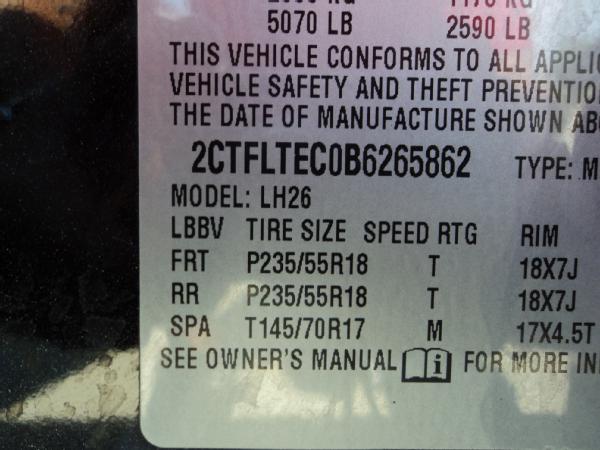 5070 LB 2590 LB
THIS VEHICLE CONFORMS TO ALL
VEHICLE SAFETY AND THEFT
THE DATE OF MANUFACTURE SHOWN
2CTFLTEC0B6265862 TYPE:
MODEL: LH26
LBBV TIRE SIZE SPEED RTG RIM
FRT P235/55R18 T 18X7J
RR P235/55R18 T 18X7J
SPA T145/70R17 M 17X4.5T
SEE OWNER'S MANUAL i FOR MORE